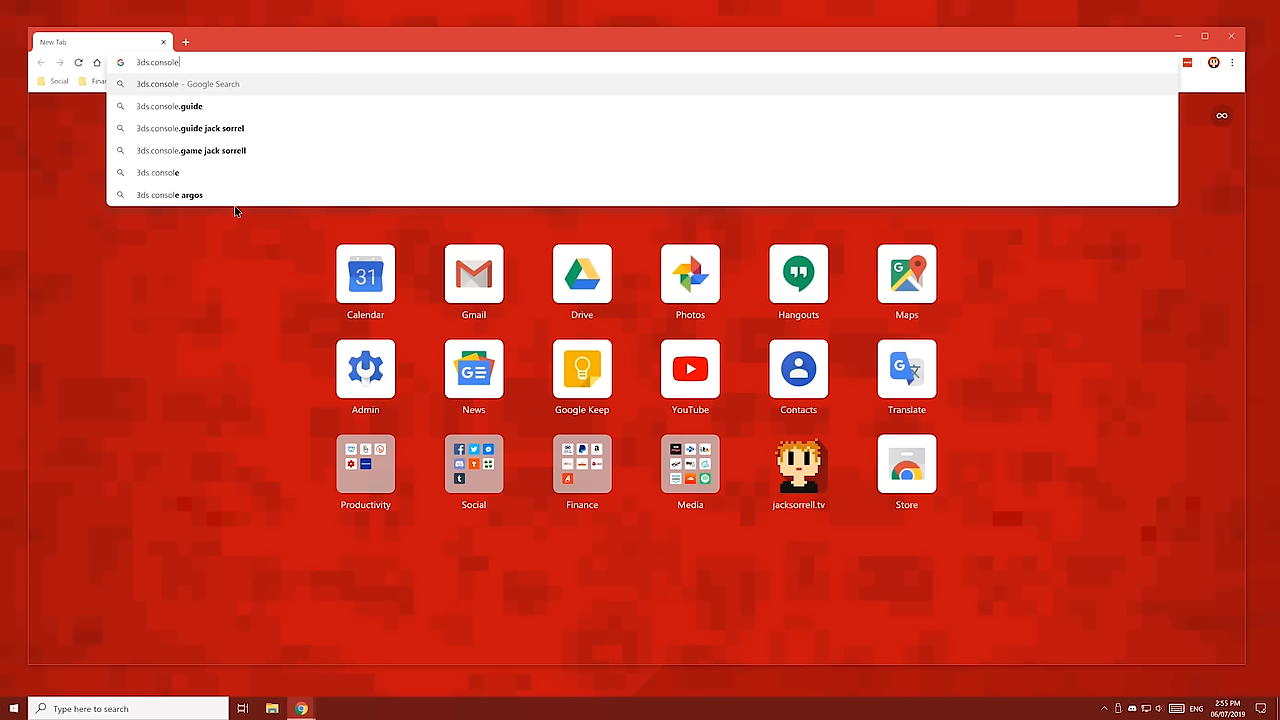 New Tab
3ds.console
Social
Finar
3ds.console - Google Search
3ds.console.guide
3ds.console.guide jack sorrel
3ds.console.game jack sorrell
3ds console
3ds console argos
31
Calendar
Gmail
Drive
Photos
Hangouts
Maps
Admin
News
Google Keep
YouTube
Contacts
Translate
Productivity
Social
Finance
Media
jacksorrell.tv
Store
Type here to search
ENG
2:55 PM
06/07/2019